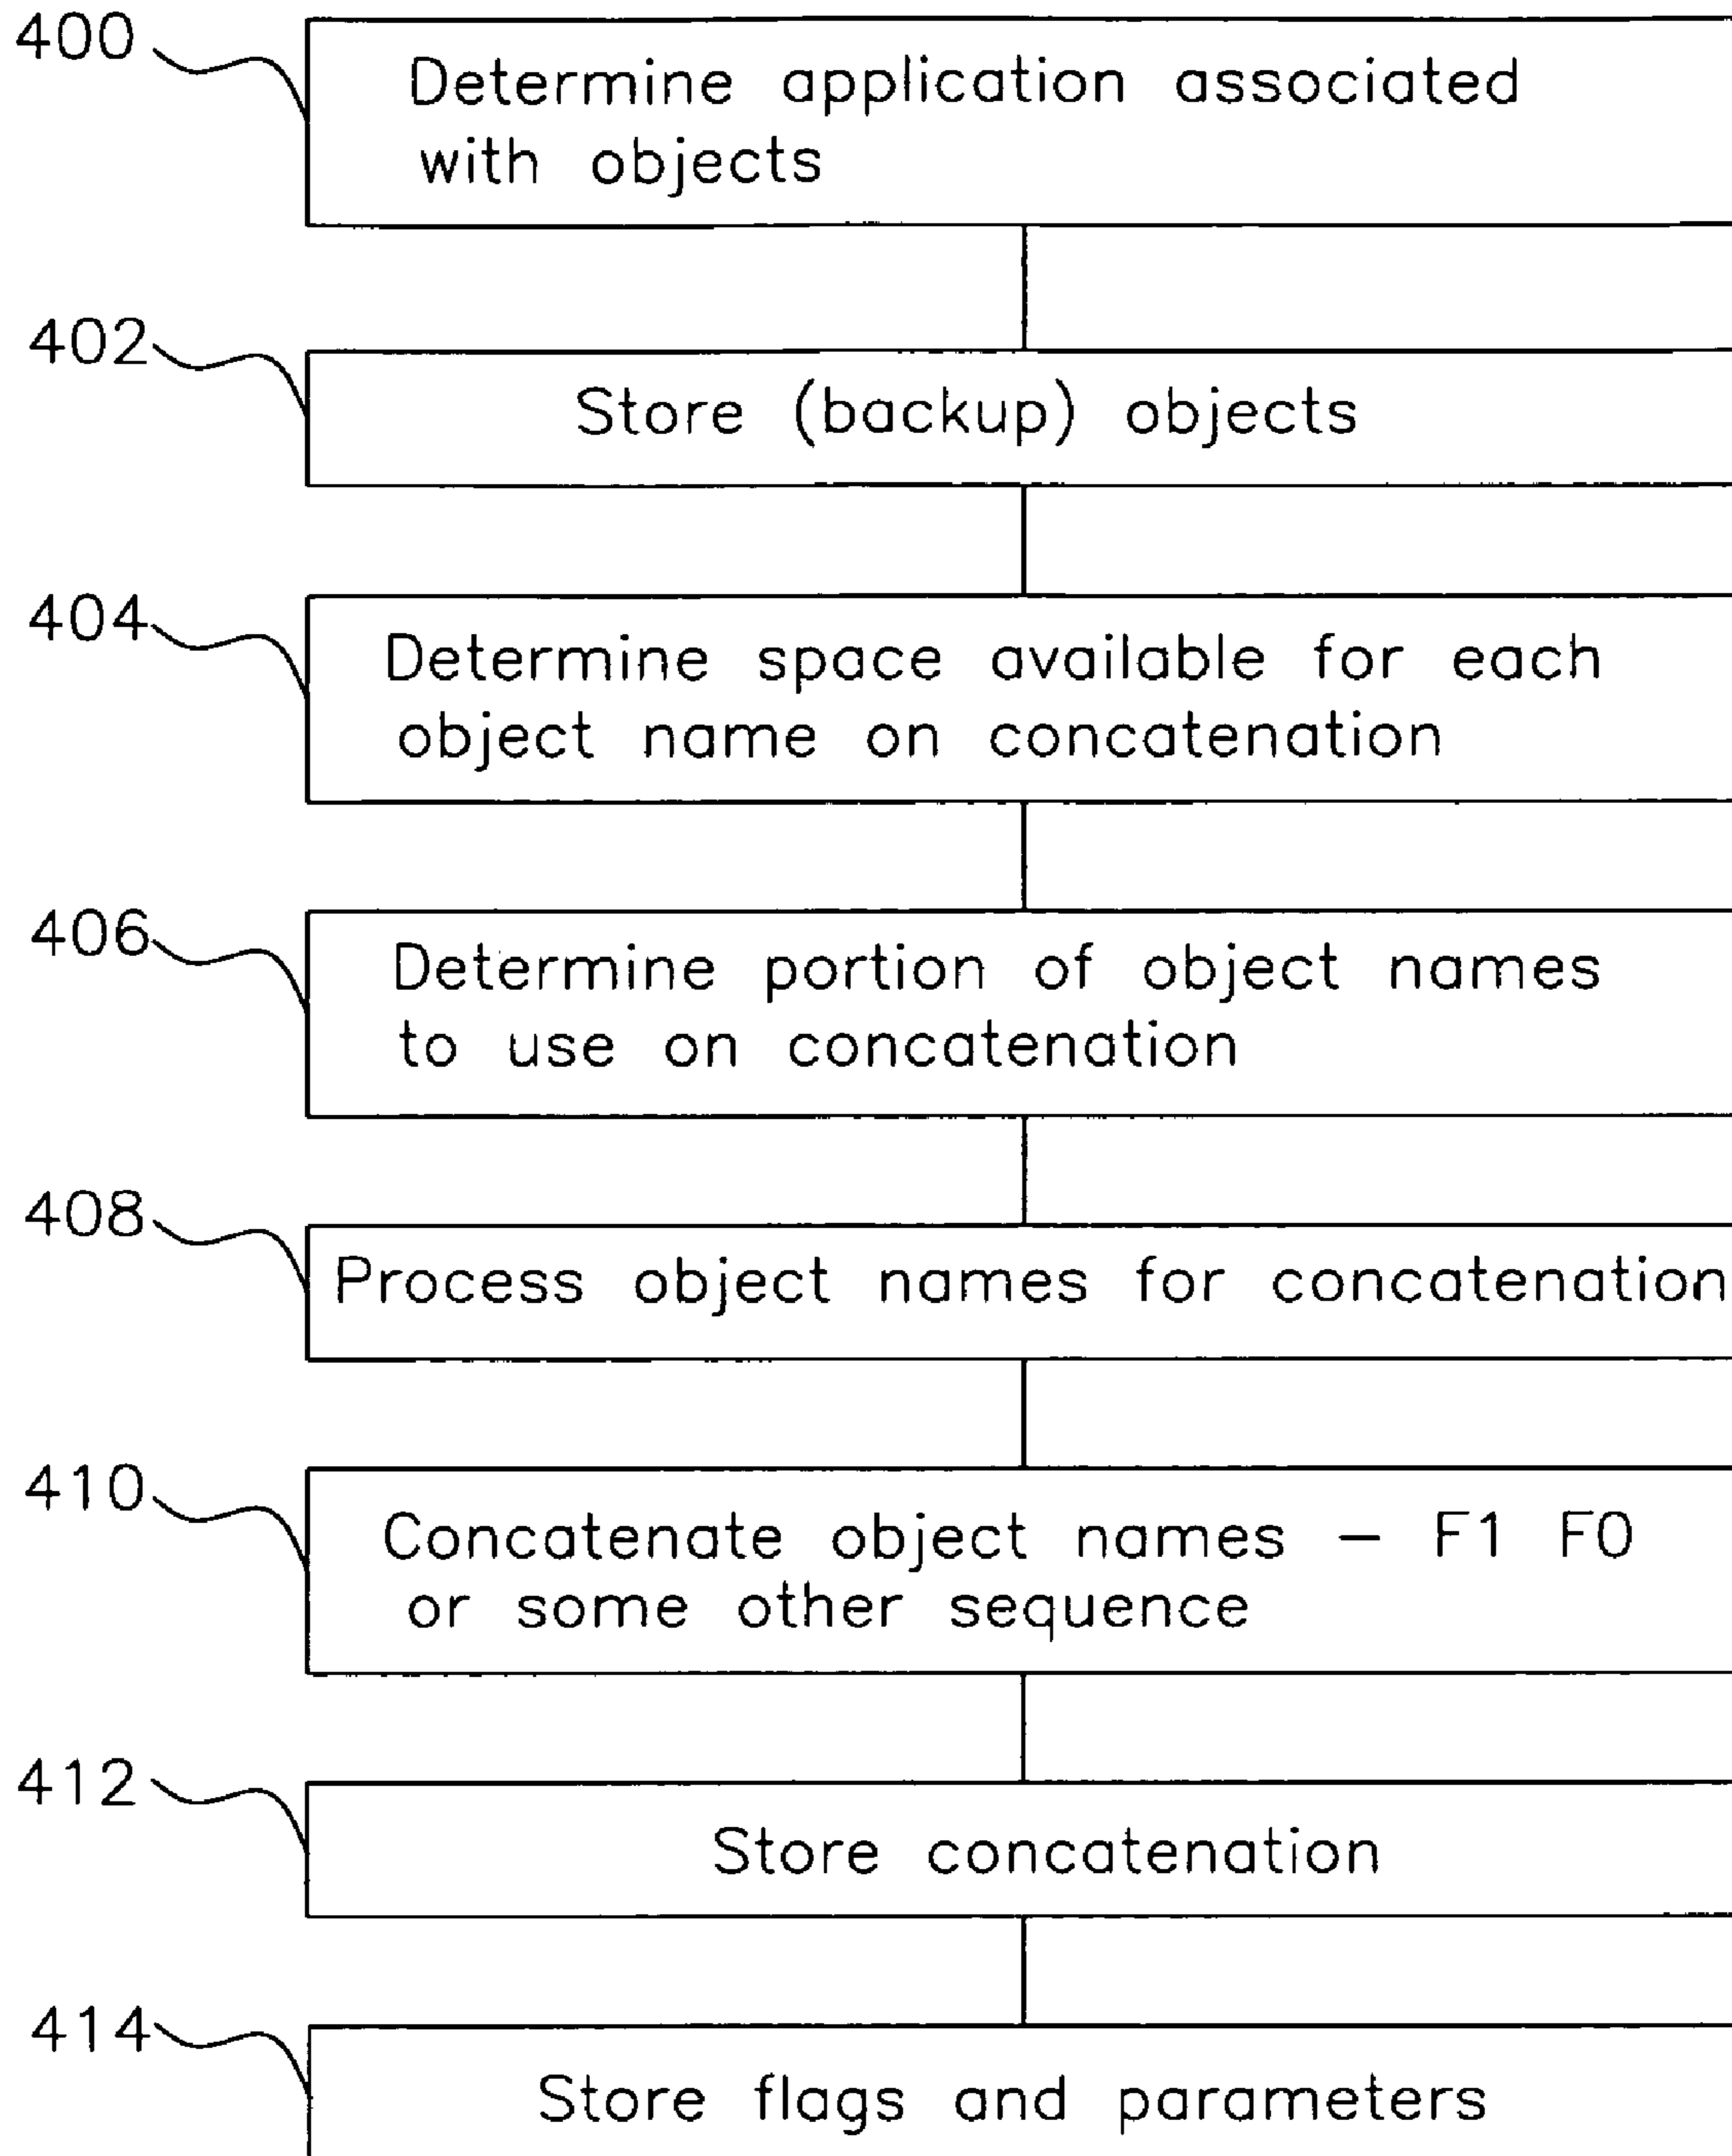 400
Determine application associated
with objects
402
Store (backup) objects
404
Determine space available for each
object name on concatenation
406
Determine portion of object names
to use on concatenation
408
Process object names for concatenation
410
Concatenate object names – F1 F0
or some other sequence
412
Store concatenation
414
Store flags and parameters